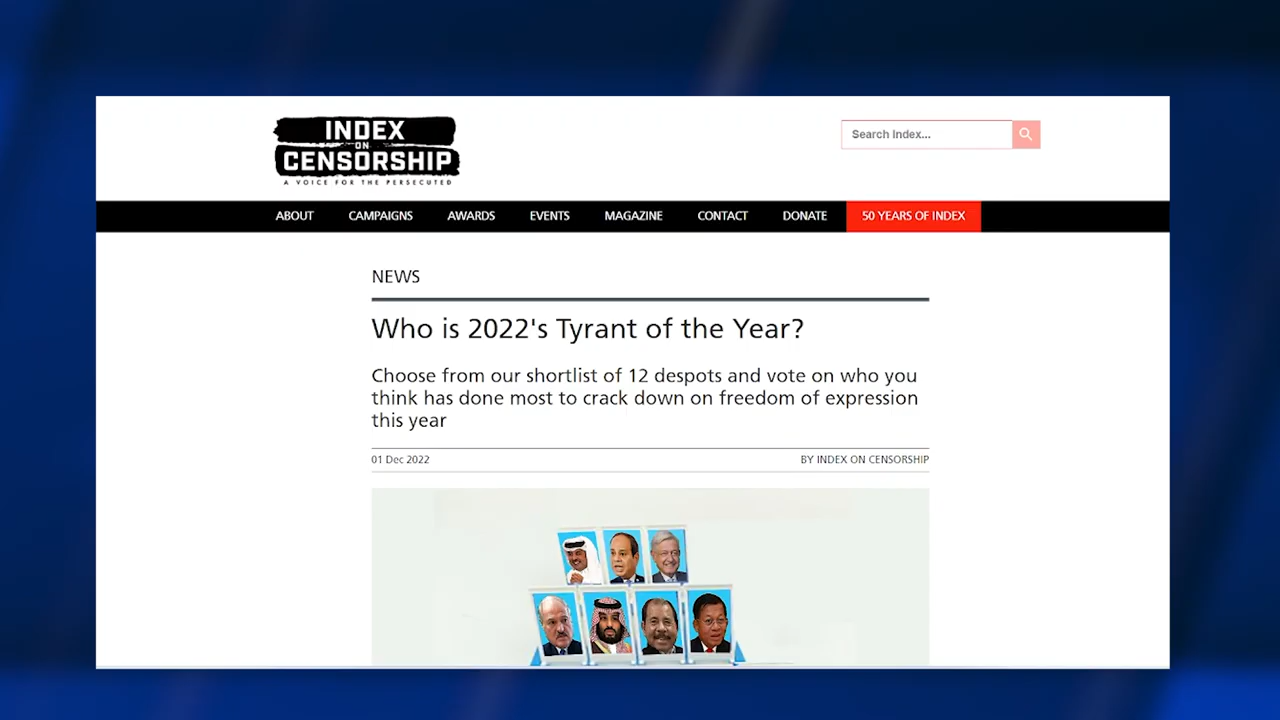 INDEX
ON
CENSORSHIP
A VOICE FOR THE PERSECUTED
Search Index...
ABOUT CAMPAIGNS AWARDS EVENTS MAGAZINE CONTACT DONATE 50 YEARS OF INDEX
NEWS
Who is 2022's Tyrant of the Year?
Choose from our shortlist of 12 despots and vote on who you
think has done most to crack down on freedom of expression
this year
01 Dec 2022 BY INDEX ON CENSORSHIP